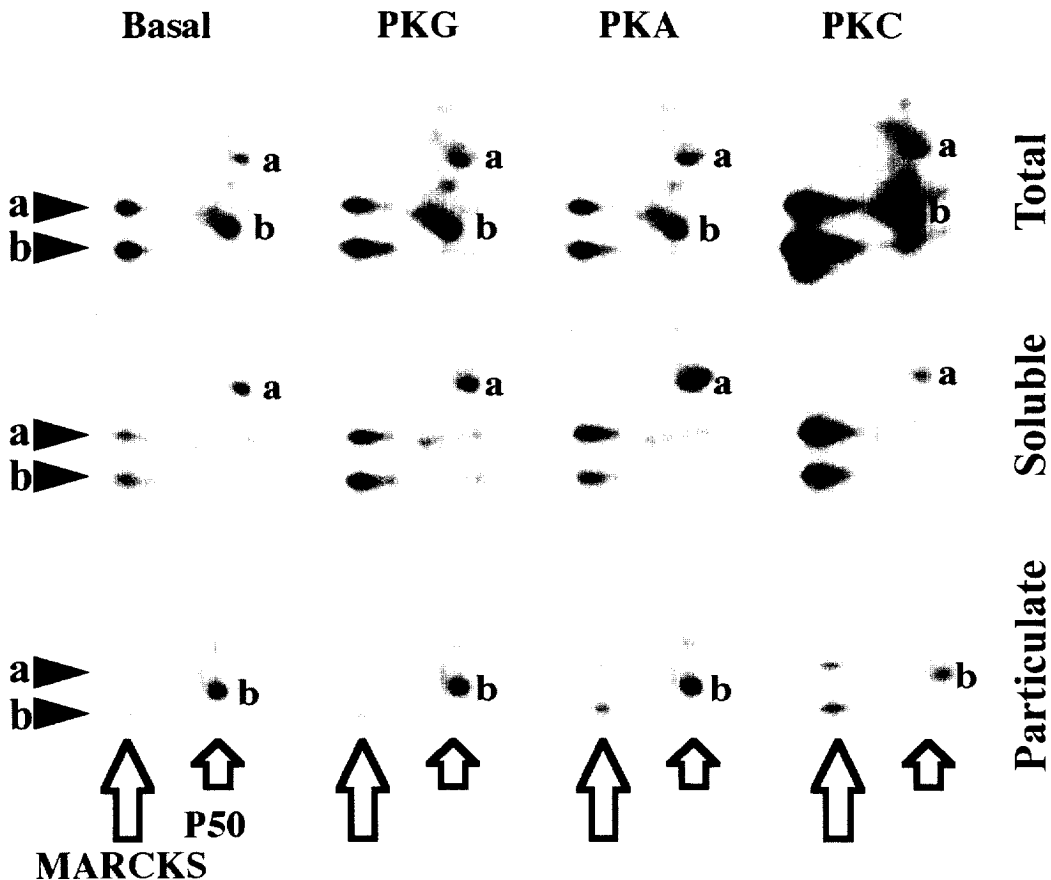 Basal PKG PKA PKC
a a a a
a
b b b b b
Total
a a a a
a
b
Soluble
a
b b b b b
Particulate
P50
MARCKS